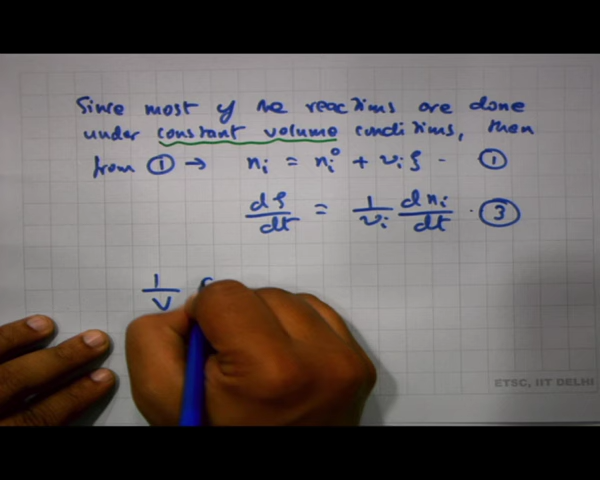 Since most of the reactions are done
under constant volume conditions, then
from ① → nᵢ = nᵢ⁰ + νᵢξ - ①
dξ/dt = 1/νᵢ dnᵢ/dt . ③
1/V
ETSC, IIT DELHI